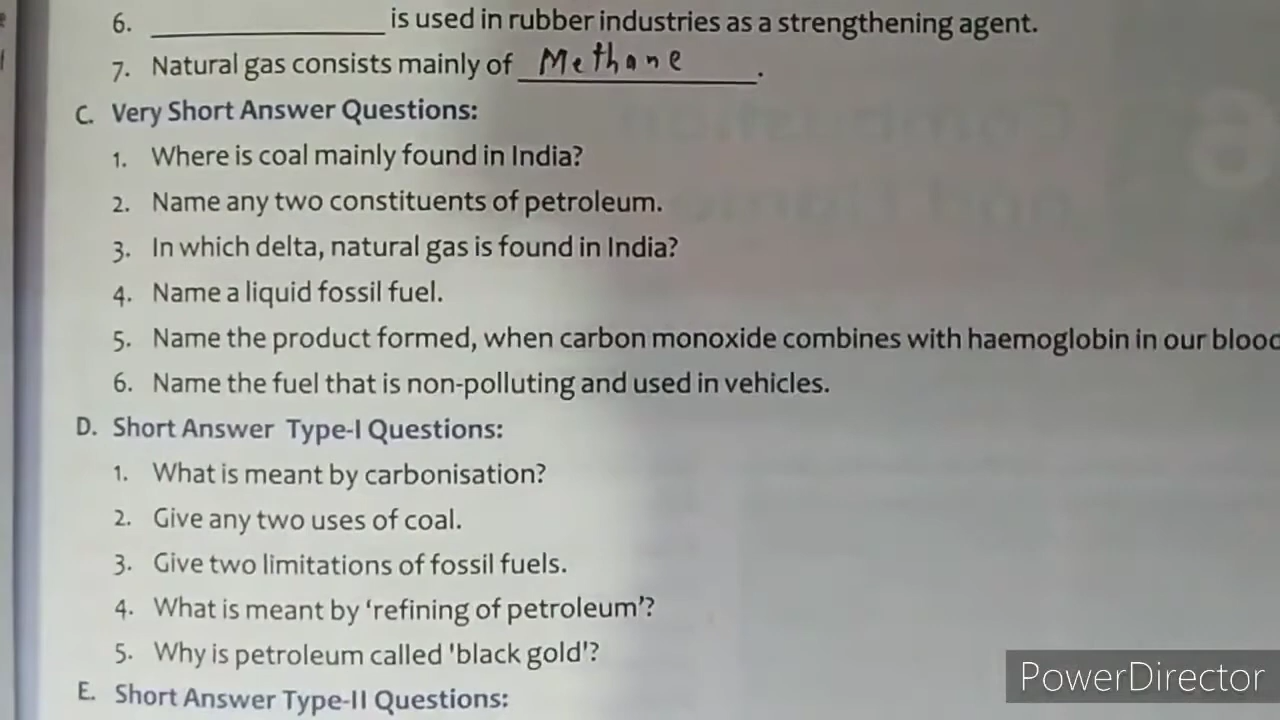 6. ______________ is used in rubber industries as a strengthening agent.
7. Natural gas consists mainly of Methane.
C. Very Short Answer Questions:
1. Where is coal mainly found in India?
2. Name any two constituents of petroleum.
3. In which delta, natural gas is found in India?
4. Name a liquid fossil fuel.
5. Name the product formed, when carbon monoxide combines with haemoglobin in our blood
6. Name the fuel that is non-polluting and used in vehicles.
D. Short Answer Type-I Questions:
1. What is meant by carbonisation?
2. Give any two uses of coal.
3. Give two limitations of fossil fuels.
4. What is meant by ‘refining of petroleum’?
5. Why is petroleum called 'black gold'?
E. Short Answer Type-II Questions:
PowerDirector